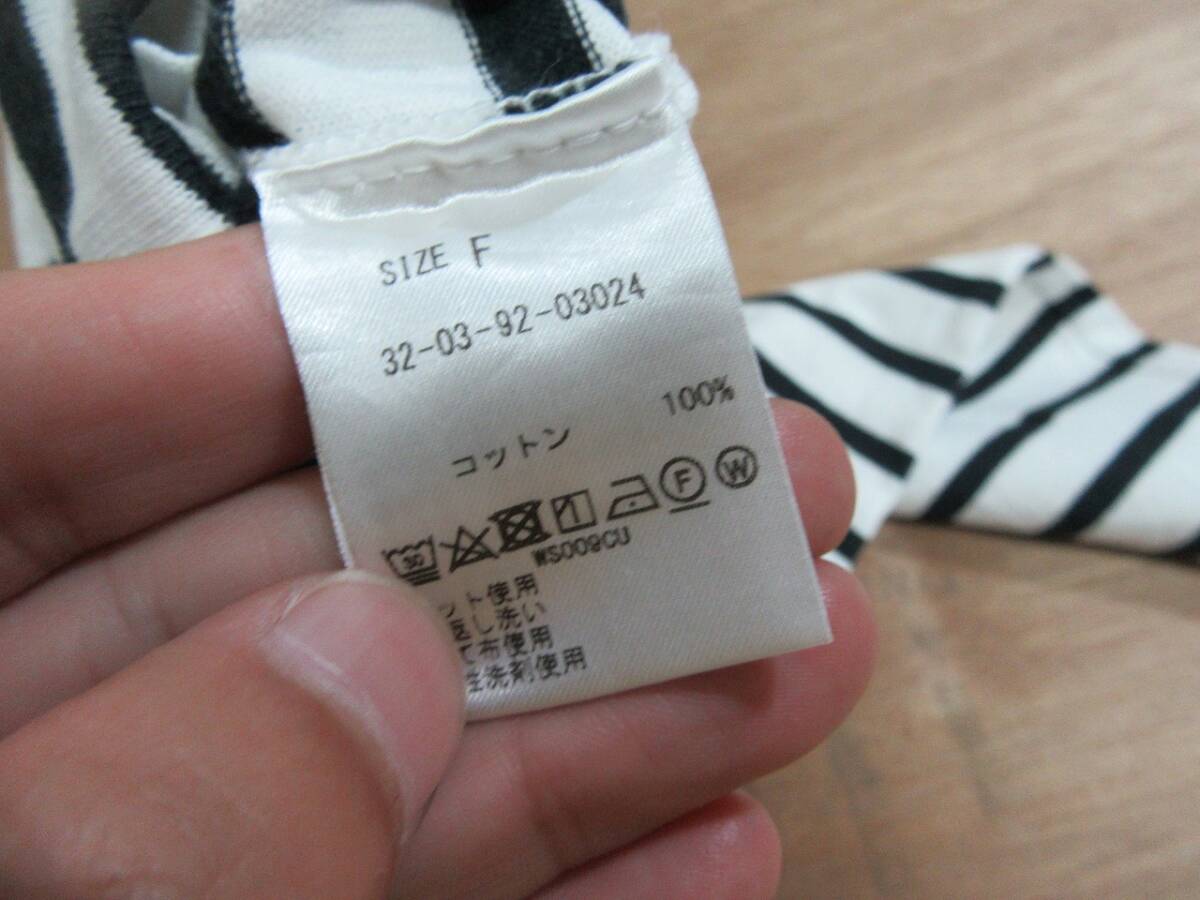 SIZE F
32-03-92-03024
100%
コットン
30 F W
WS009CU
ット使用
返し洗い
て布使用
性洗剤使用